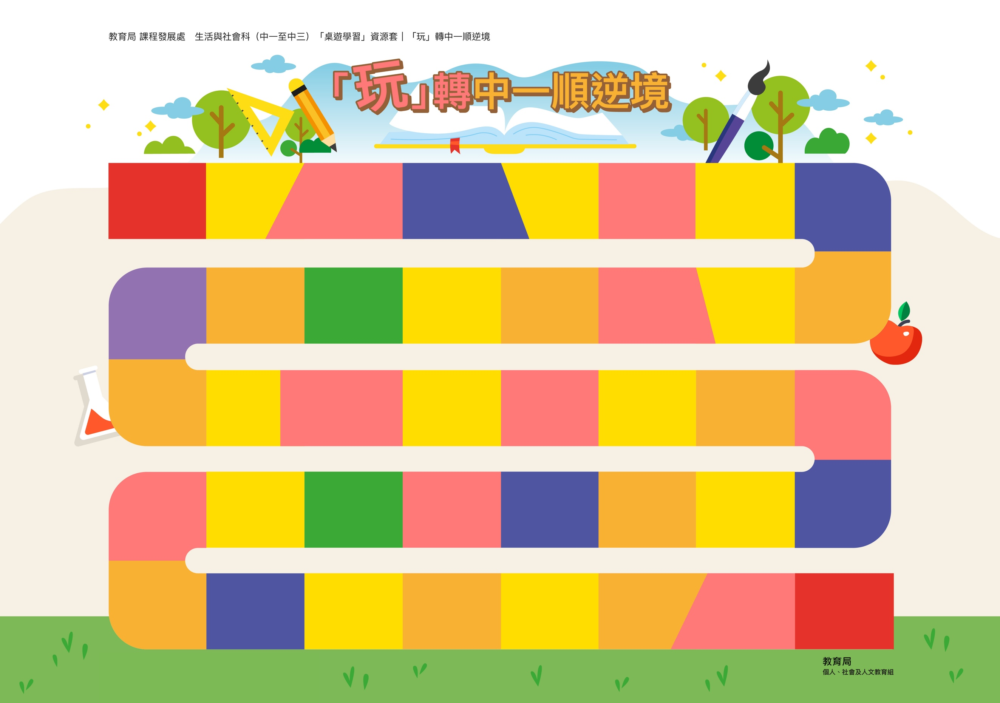 教育局 課程發展處　生活與社會科（中一至中三）「桌遊學習」資源套｜「玩」轉中一順逆境
「玩」轉中一順逆境
教育局
個人、社會及人文教育組